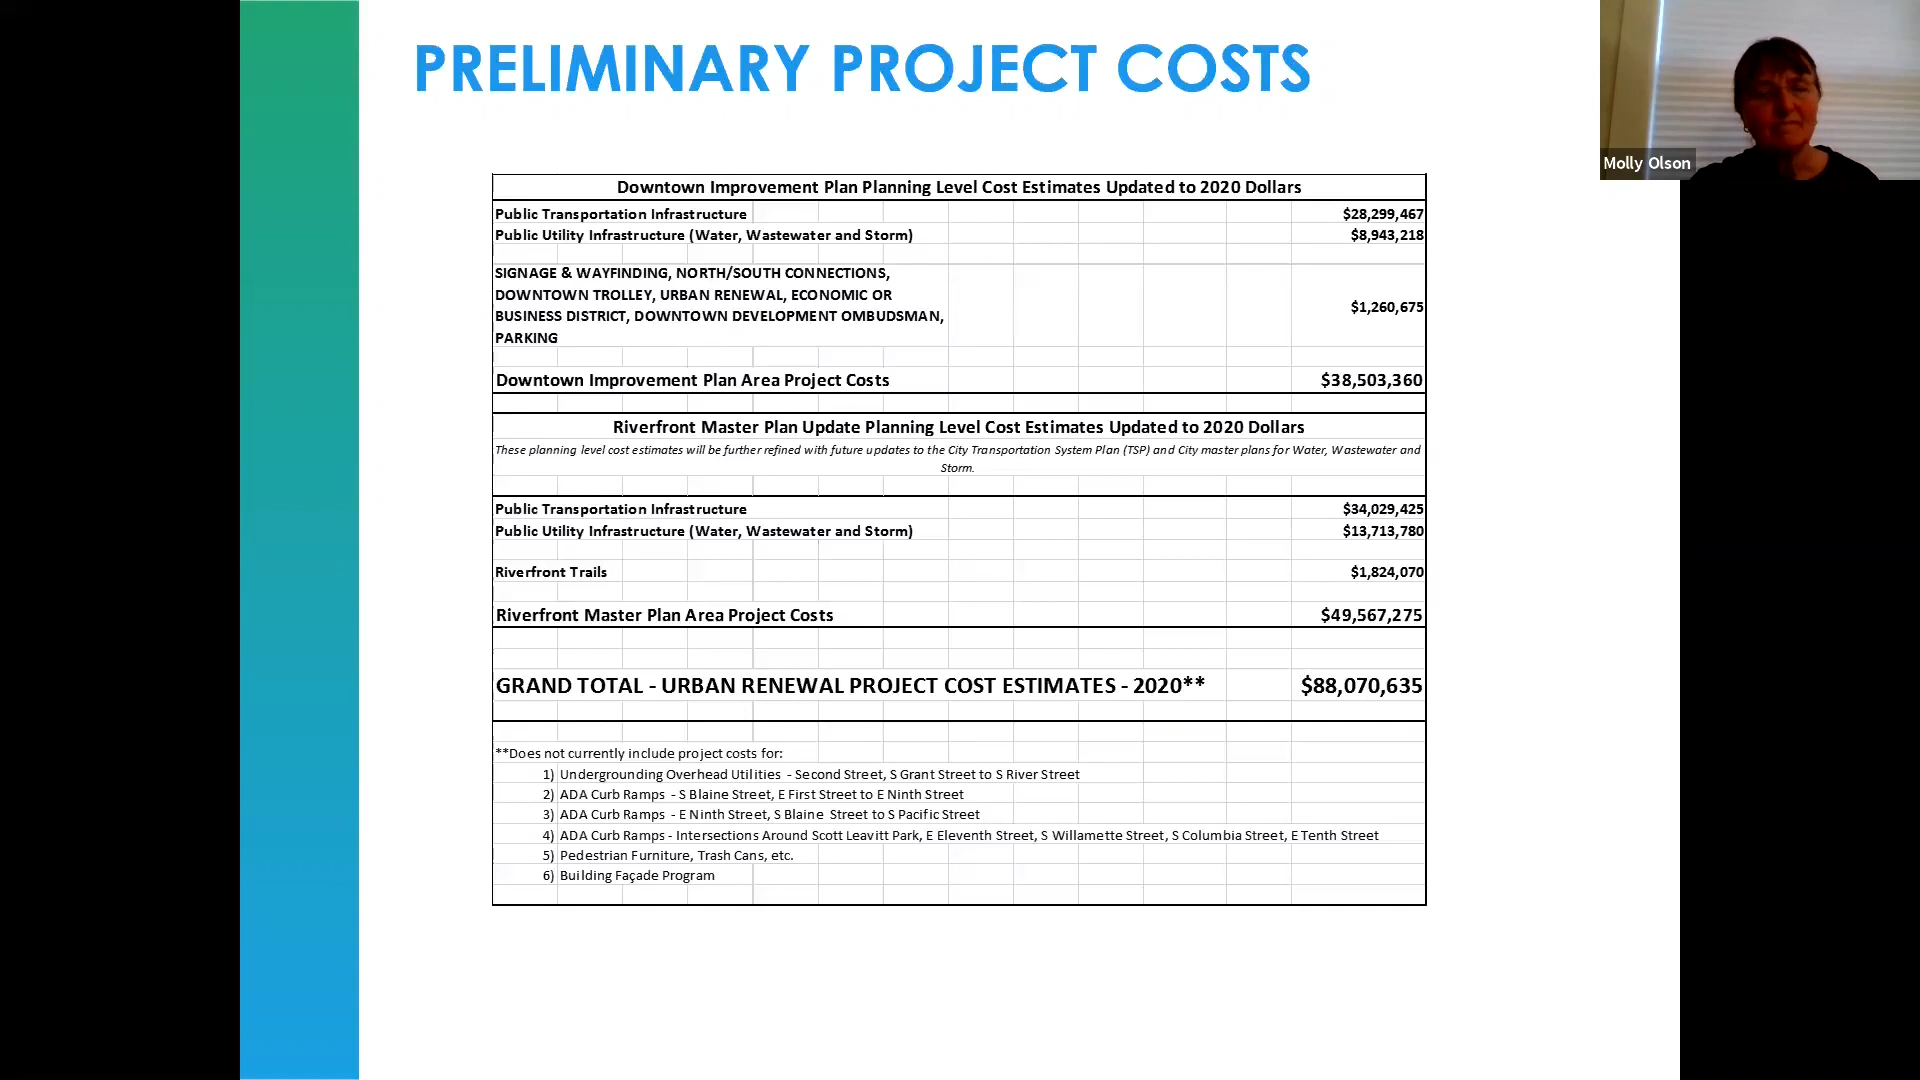 PRELIMINARY PROJECT COSTS
Molly Olson
Downtown Improvement Plan Planning Level Cost Estimates Updated to 2020 Dollars
Public Transportation Infrastructure $28,299,467
Public Utility Infrastructure (Water, Wastewater and Storm) $8,943,218
SIGNAGE & WAYFINDING, NORTH/SOUTH CONNECTIONS,
DOWNTOWN TROLLEY, URBAN RENEWAL, ECONOMIC OR
BUSINESS DISTRICT, DOWNTOWN DEVELOPMENT OMBUDSMAN,
PARKING
$1,260,675
Downtown Improvement Plan Area Project Costs $38,503,360
Riverfront Master Plan Update Planning Level Cost Estimates Updated to 2020 Dollars
These planning level cost estimates will be further refined with future updates to the City Transportation System Plan (TSP) and City master plans for Water, Wastewater and
Storm.
Public Transportation Infrastructure $34,029,425
Public Utility Infrastructure (Water, Wastewater and Storm) $13,713,780
Riverfront Trails $1,824,070
Riverfront Master Plan Area Project Costs $49,567,275
GRAND TOTAL - URBAN RENEWAL PROJECT COST ESTIMATES - 2020** $88,070,635
**Does not currently include project costs for:
1) Undergrounding Overhead Utilities - Second Street, S Grant Street to S River Street
2) ADA Curb Ramps - S Blaine Street, E First Street to E Ninth Street
3) ADA Curb Ramps - E Ninth Street, S Blaine Street to S Pacific Street
4) ADA Curb Ramps - Intersections Around Scott Leavitt Park, E Eleventh Street, S Willamette Street, S Columbia Street, E Tenth Street
5) Pedestrian Furniture, Trash Cans, etc.
6) Building Façade Program